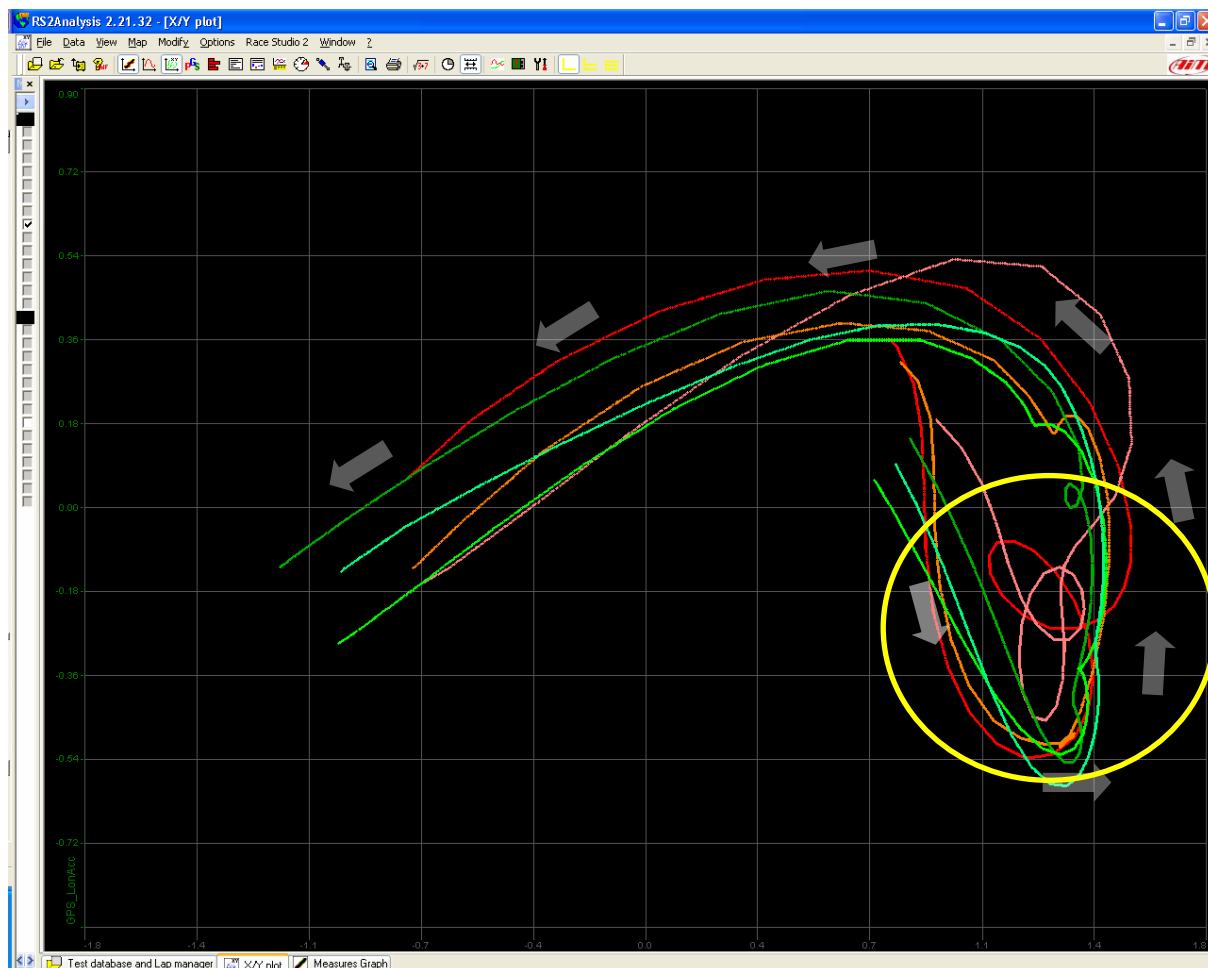 RS2Analysis 2.21.32 - [X/Y plot]
File Data View Map Modify Options Race Studio 2 Window ?
AiM
0.90
0.72
0.54
0.36
0.18
0.00
-0.18
-0.36
-0.54
-0.72
GPS_LonAcc
-1.8 -1.4 -1.1 -0.7 -0.4 0.0 0.4 0.7 1.1 1.4 1.8
Test database and Lap manager X/Y plot Measures Graph